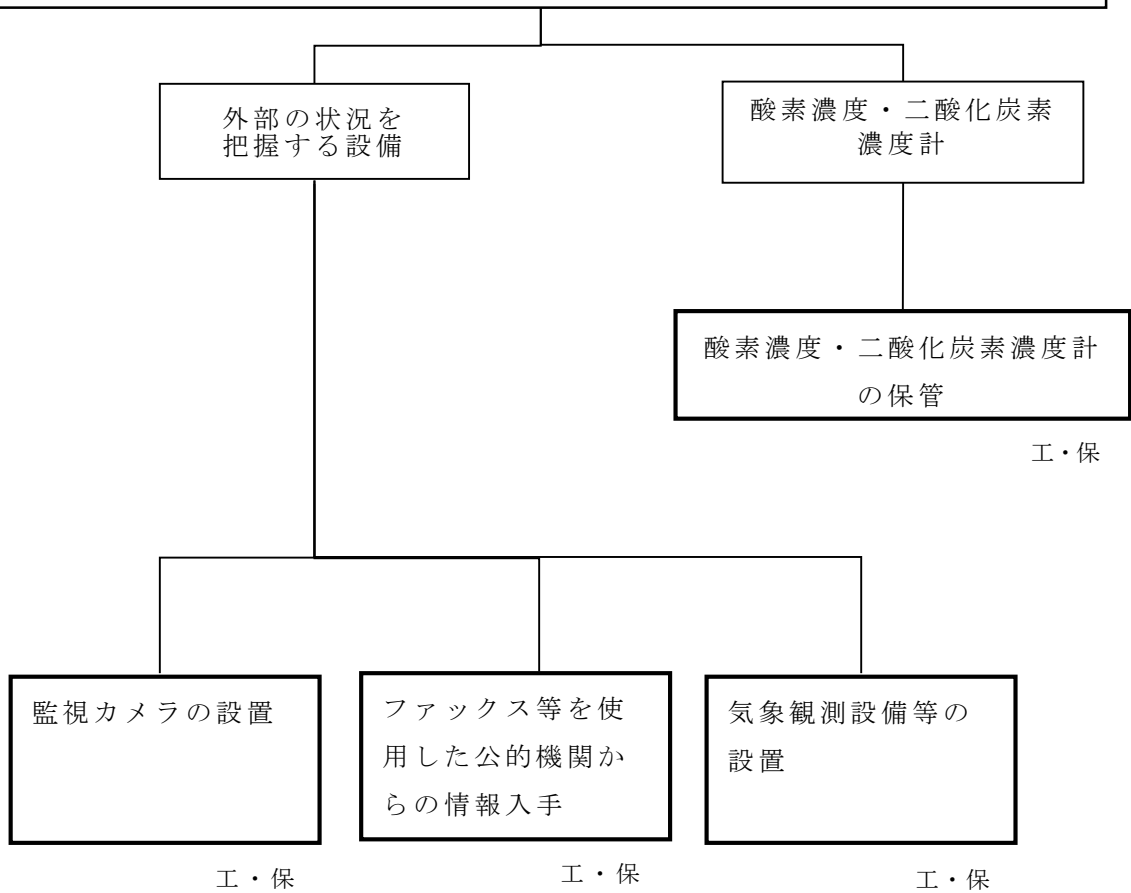 外部の状況を
把握する設備
酸素濃度・二酸化炭素
濃度計
酸素濃度・二酸化炭素濃度計
の保管
工・保
監視カメラの設置
工・保
ファックス等を使
用した公的機関か
らの情報入手
工・保
気象観測設備等の
設置
工・保